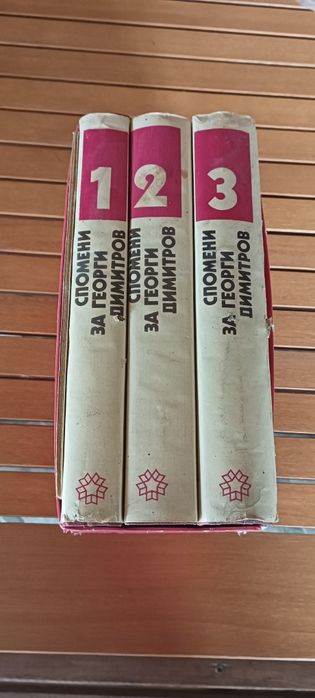 1
СПОМЕНИ
ЗА ГЕОРГИ
ДИМИТРОВ
2
СПОМЕНИ
ЗА ГЕОРГИ
ДИМИТРОВ
3
СПОМЕНИ
ЗА ГЕОРГИ
ДИМИТРОВ